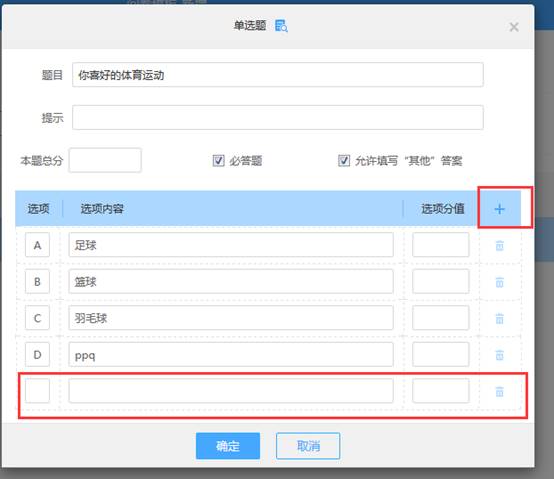 单选题
题目 你喜好的体育运动
提示
本题总分 必答题 允许填写“其他”答案
选项 选项内容 选项分值
A 足球
B 篮球
C 羽毛球
D ppq
确定 取消